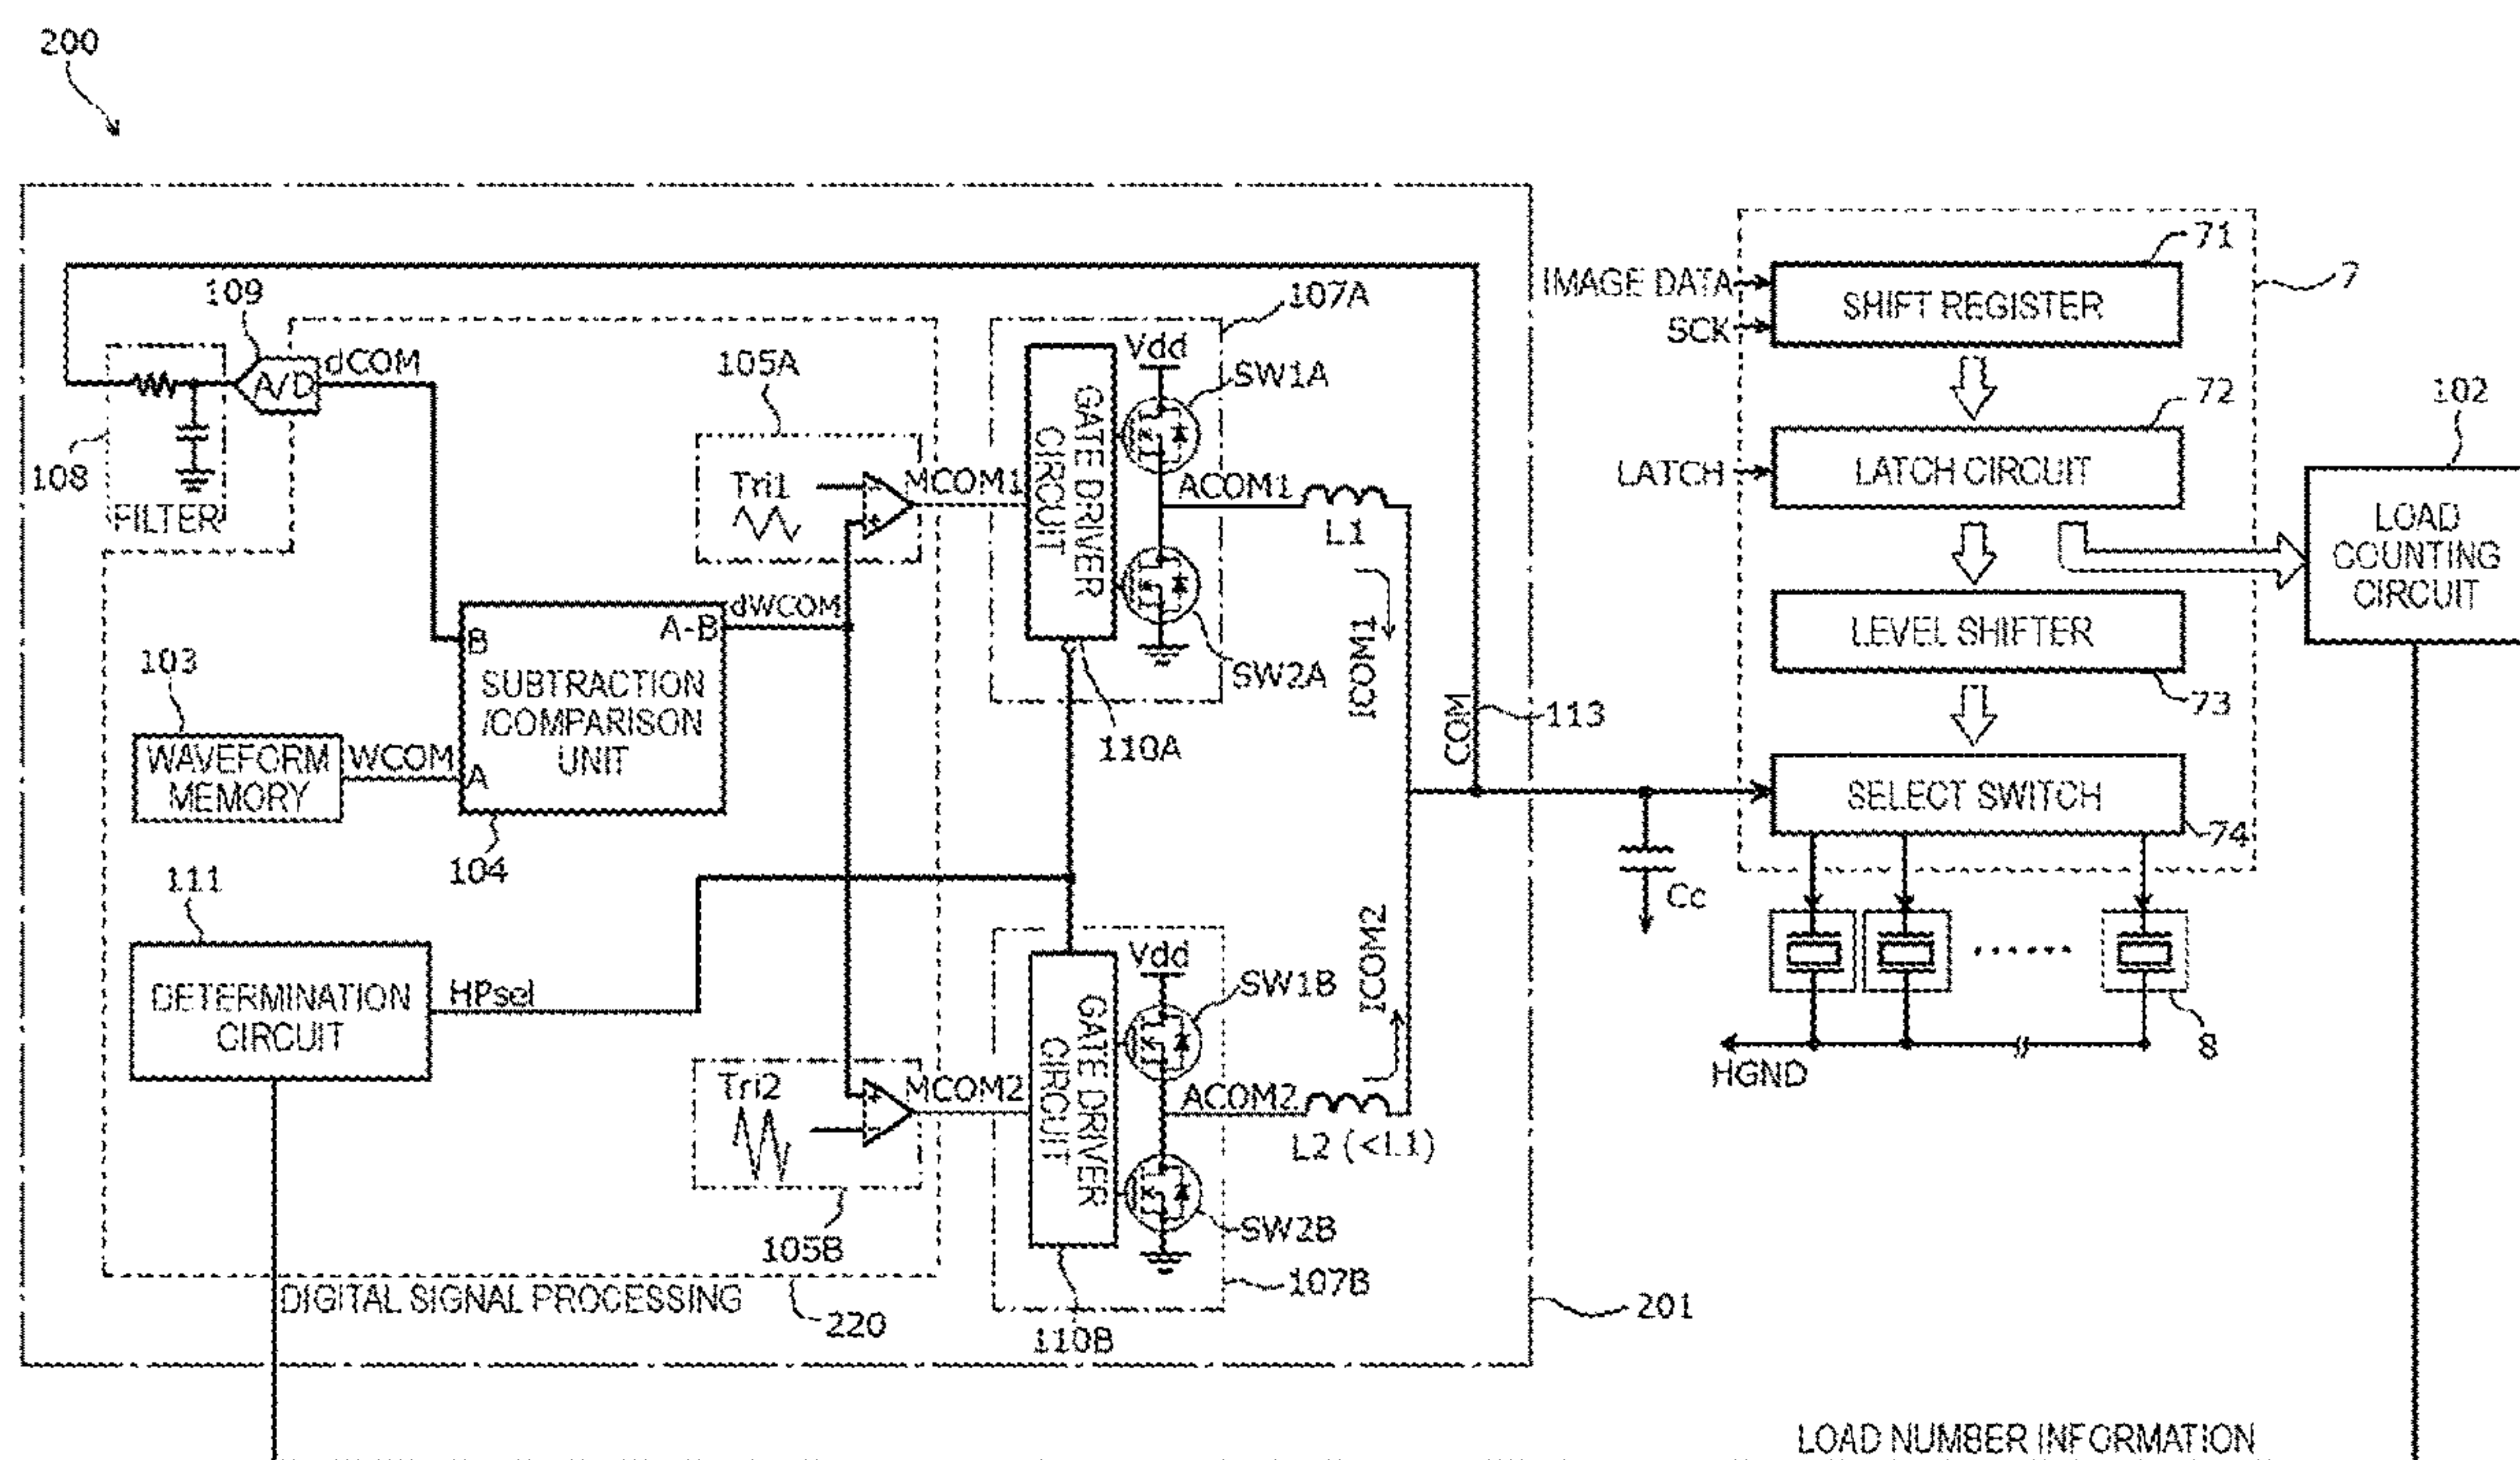 200
109
dCOM
A/D
108
FILTER
105A
Tri1
MCOM1
107A
Vdd
SW1A
GATE DRIVER
CIRCUIT
ACOM1
L1
SW2A
110A
ICOM1
COM
113
103
WAVEFORM
MEMORY
WCOM
B
A
A-B
dWCOM
SUBTRACTION
/COMPARISON
UNIT
104
111
DETERMINATION
CIRCUIT
HPsel
Tri2
MCOM2
105B
Vdd
SW1B
GATE DRIVER
CIRCUIT
ACOM2
L2 (<L1)
ICOM2
SW2B
107B
110B
DIGITAL SIGNAL PROCESSING
220
201
IMAGE DATA
SCK
71
7
SHIFT REGISTER
72
LATCH
LATCH CIRCUIT
102
LOAD
COUNTING
CIRCUIT
LEVEL SHIFTER
73
SELECT SWITCH
74
Cc
8
HGND
LOAD NUMBER INFORMATION